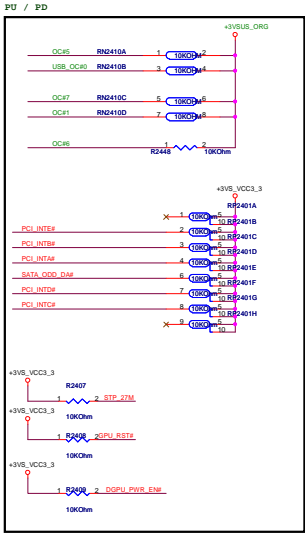 PU / PD
+3VSUS_ORG
OC#5 RN2410A 1 10KOHM 2
USB_OC#0 RN2410B 3 10KOHM 4
OC#7 RN2410C 5 10KOHM 6
OC#1 RN2410D 7 10KOHM 8
OC#6 1 2
R2448 10KOhm
+3VS_VCC3_3
RP2401A
1 10KOhm 5
10 RP2401B
PCI_INTE# 2 10KOhm 5
10 RP2401C
PCI_INTB# 3 10KOhm 5
10 RP2401D
PCI_INTA# 4 10KOhm 5
10 RP2401E
SATA_ODD_DA# 6 10KOhm 5
10 RP2401F
PCI_INTD# 7 10KOhm 5
10 RP2401G
PCI_INTC# 8 10KOhm 5
10 RP2401H
9 10KOhm 5
10
+3VS_VCC3_3
R2407
1 2 STP_27M
10KOhm
+3VS_VCC3_3
1 R2408 2 GPU_RST#
10KOhm
+3VS_VCC3_3
1 R2409 2 DGPU_PWR_EN#
10KOhm